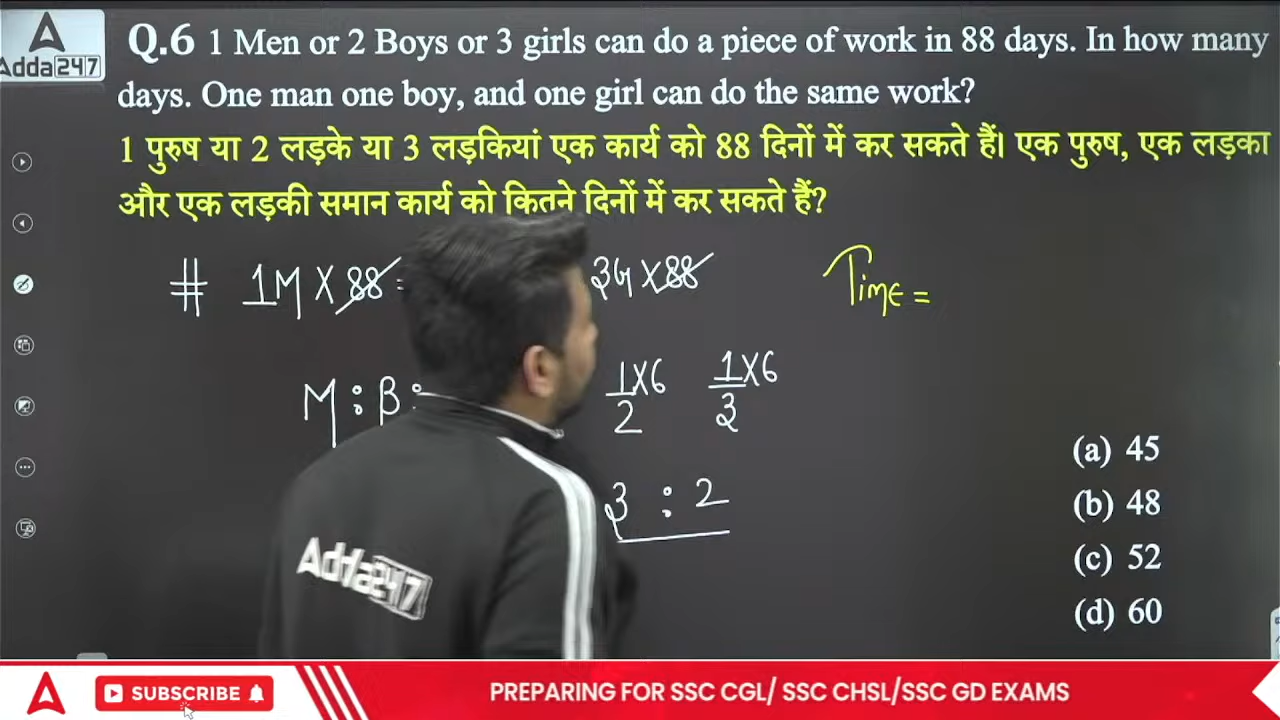 Adda247
Q.6 1 Men or 2 Boys or 3 girls can do a piece of work in 88 days. In how many
days. One man one boy, and one girl can do the same work?
1 पुरुष या 2 लड़के या 3 लड़कियां एक कार्य को 88 दिनों में कर सकते हैं। एक पुरुष, एक लड़का
और एक लड़की समान कार्य को कितने दिनों में कर सकते हैं?
# 1M X 88 = 3G X 88
Time =
M : B : 1/2 X 6 1/3 X 6
3 : 2
(a) 45
(b) 48
(c) 52
(d) 60
Adda247
SUBSCRIBE
PREPARING FOR SSC CGL/ SSC CHSL/SSC GD EXAMS